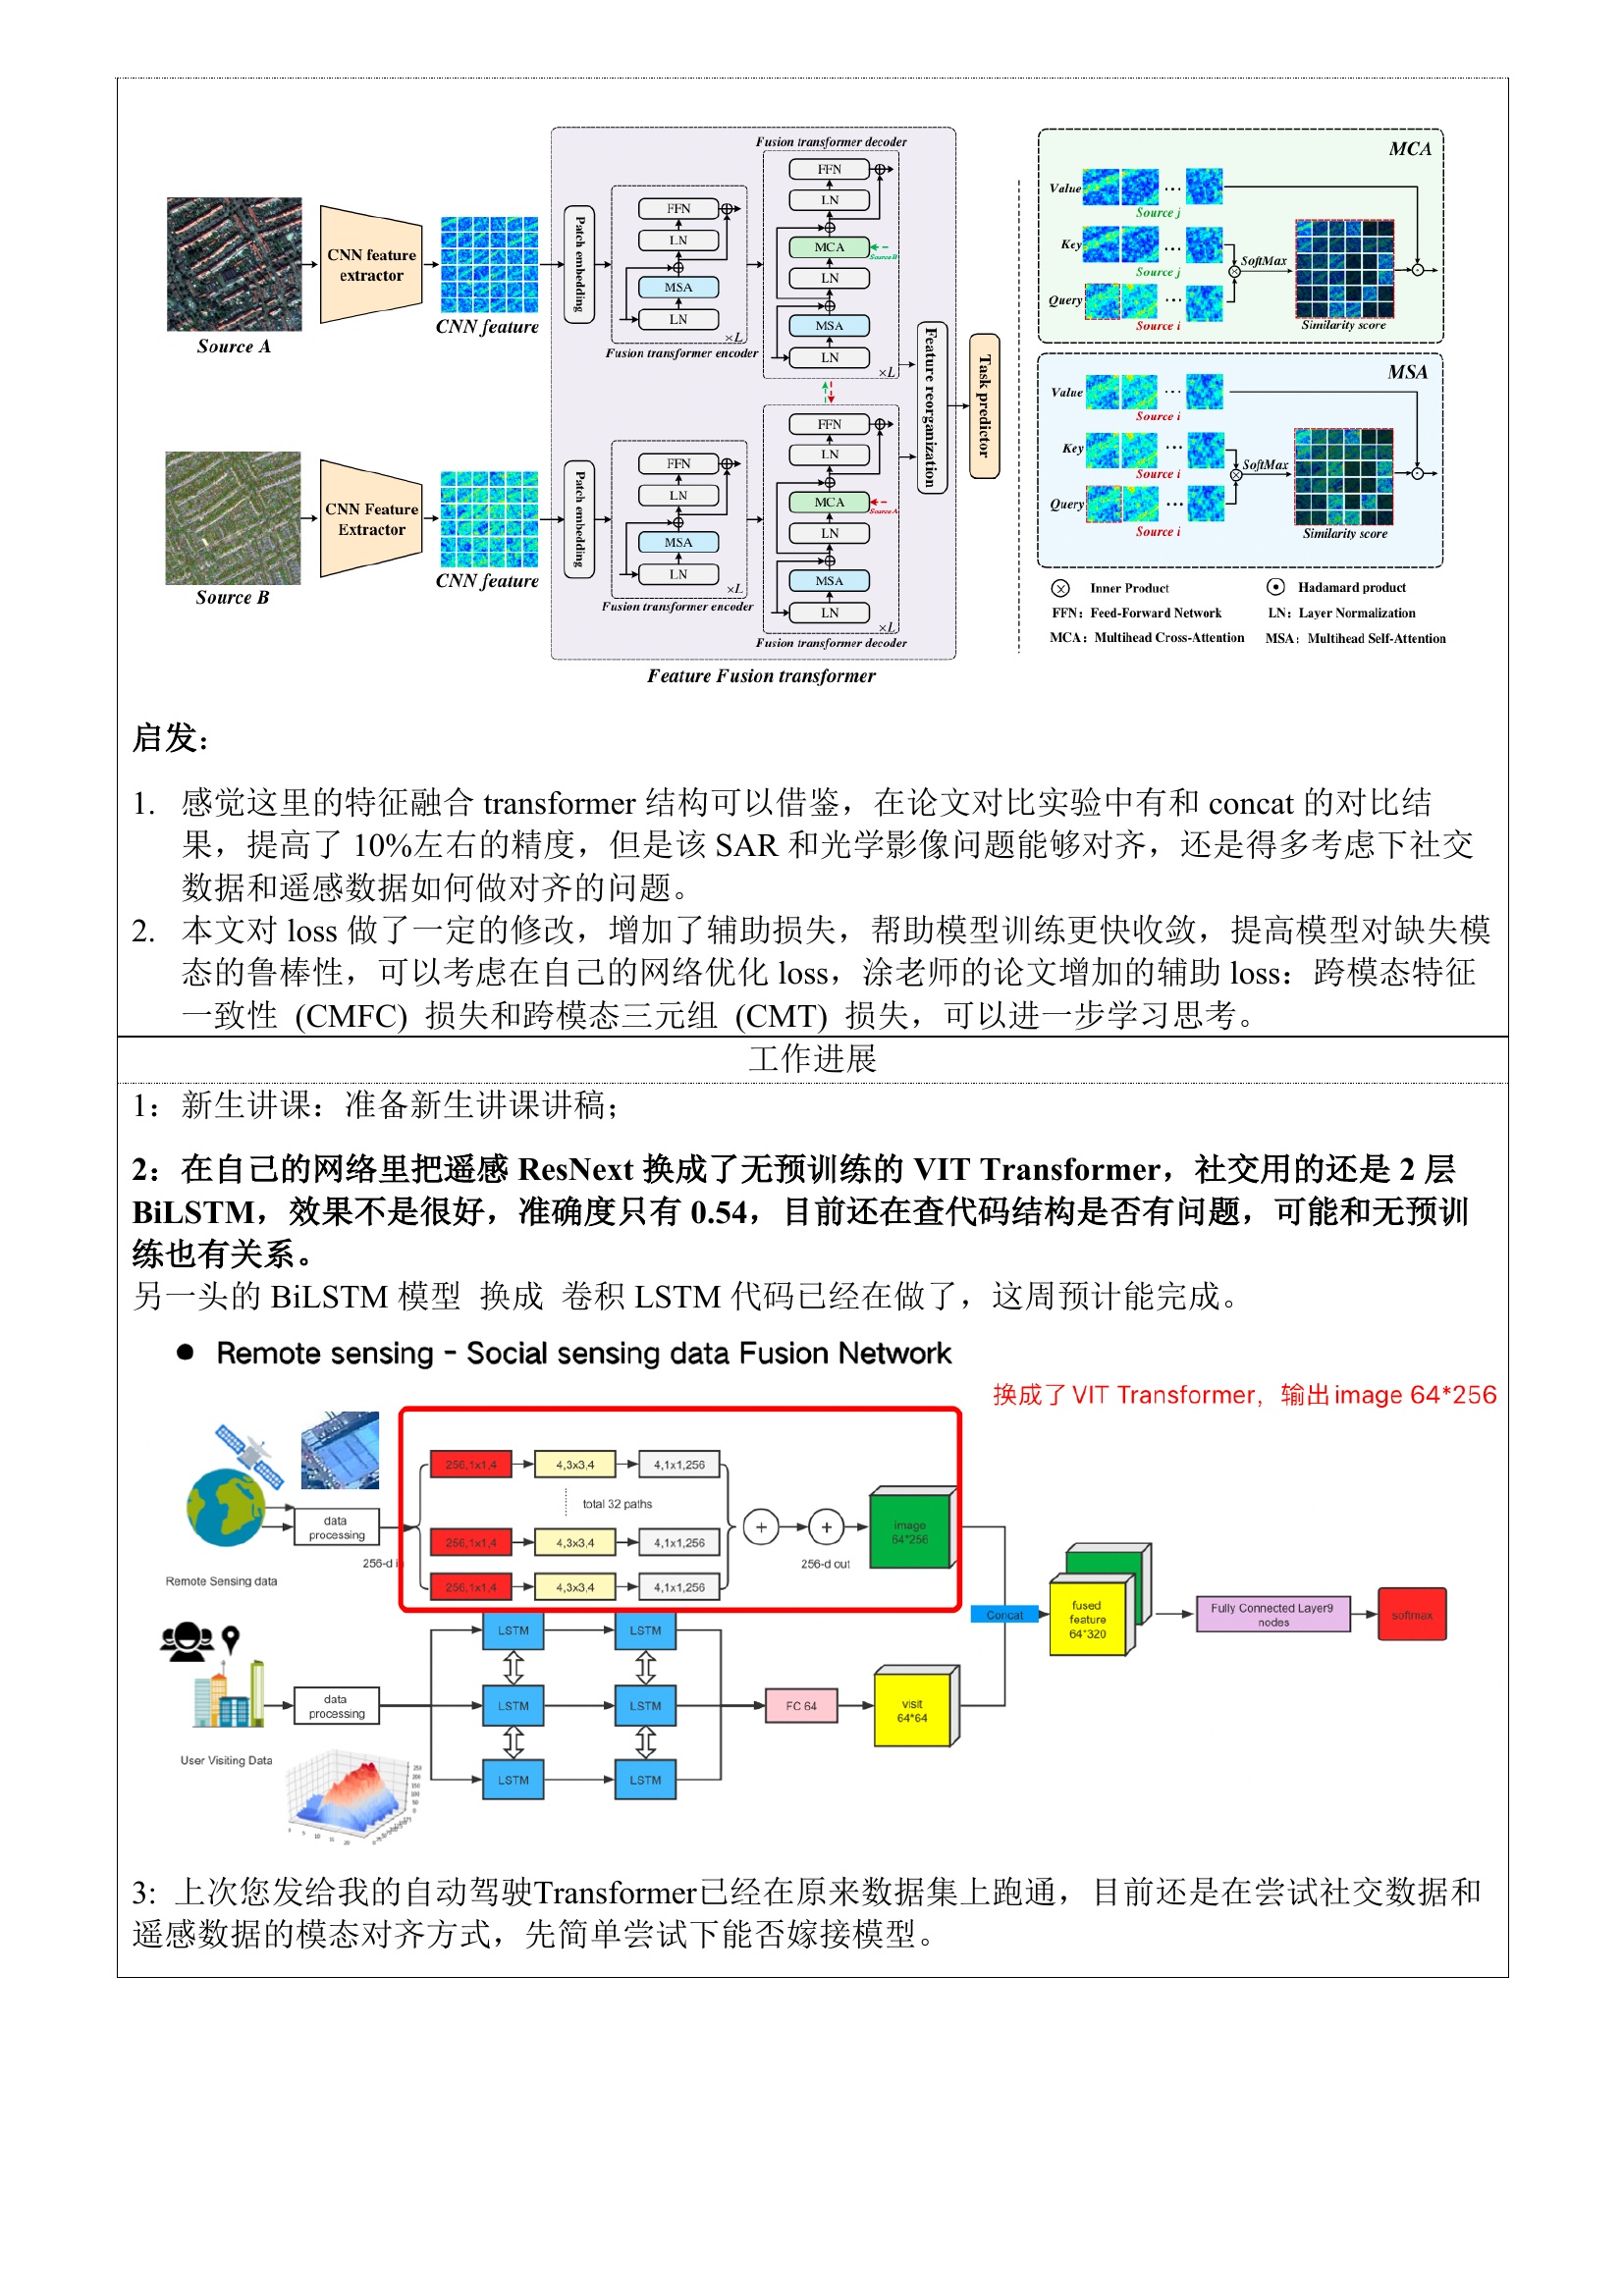 Fusion transformer decoder
FFN
LN
MCA
Source B
LN
MSA
LN
×L
FFN
LN
MSA
LN
×L
Fusion transformer encoder
Patch embedding
CNN feature
extractor
CNN feature
Source A
Feature reorganization
Task predictor
FFN
LN
MCA
Source A
LN
MSA
LN
×L
Fusion transformer decoder
FFN
LN
MSA
LN
×L
Fusion transformer encoder
Patch embedding
CNN Feature
Extractor
CNN feature
Source B
Feature Fusion transformer
MCA
Value
Source j
Key
Source j
SoftMax
Query
Source i
Similarity score
MSA
Value
Source i
Key
Source i
SoftMax
Query
Source i
Similarity score
Inner Product
Hadamard product
FFN：Feed-Forward Network
LN：Layer Normalization
MCA：Multihead Cross-Attention
MSA：Multihead Self-Attention
启发：
1. 感觉这里的特征融合 transformer 结构可以借鉴，在论文对比实验中有和 concat 的对比结
果，提高了 10%左右的精度，但是该 SAR 和光学影像问题能够对齐，还是得多考虑下社交
数据和遥感数据如何做对齐的问题。
2. 本文对 loss 做了一定的修改，增加了辅助损失，帮助模型训练更快收敛，提高模型对缺失模
态的鲁棒性，可以考虑在自己的网络优化 loss，涂老师的论文增加的辅助 loss：跨模态特征
一致性 (CMFC) 损失和跨模态三元组 (CMT) 损失，可以进一步学习思考。
工作进展
1：新生讲课：准备新生讲课讲稿；
2：在自己的网络里把遥感 ResNext 换成了无预训练的 VIT Transformer，社交用的还是 2 层
BiLSTM，效果不是很好，准确度只有 0.54，目前还在查代码结构是否有问题，可能和无预训
练也有关系。
另一头的 BiLSTM 模型 换成 卷积 LSTM 代码已经在做了，这周预计能完成。
● Remote sensing - Social sensing data Fusion Network
换成了 VIT Transformer，输出 image 64*256
256,1x1,4
4,3x3,4
4,1x1,256
total 32 paths
256,1x1,4
4,3x3,4
4,1x1,256
256,1x1,4
4,3x3,4
4,1x1,256
data
processing
256-d in
Remote Sensing data
+
+
256-d out
image
64*256
Concat
fused
feature
64*320
Fully Connected Layer9
nodes
softmax
LSTM
LSTM
data
processing
LSTM
LSTM
FC 64
visit
64*64
User Visiting Data
LSTM
LSTM
3：上次您发给我的自动驾驶Transformer已经在原来数据集上跑通，目前还是在尝试社交数据和
遥感数据的模态对齐方式，先简单尝试下能否嫁接模型。